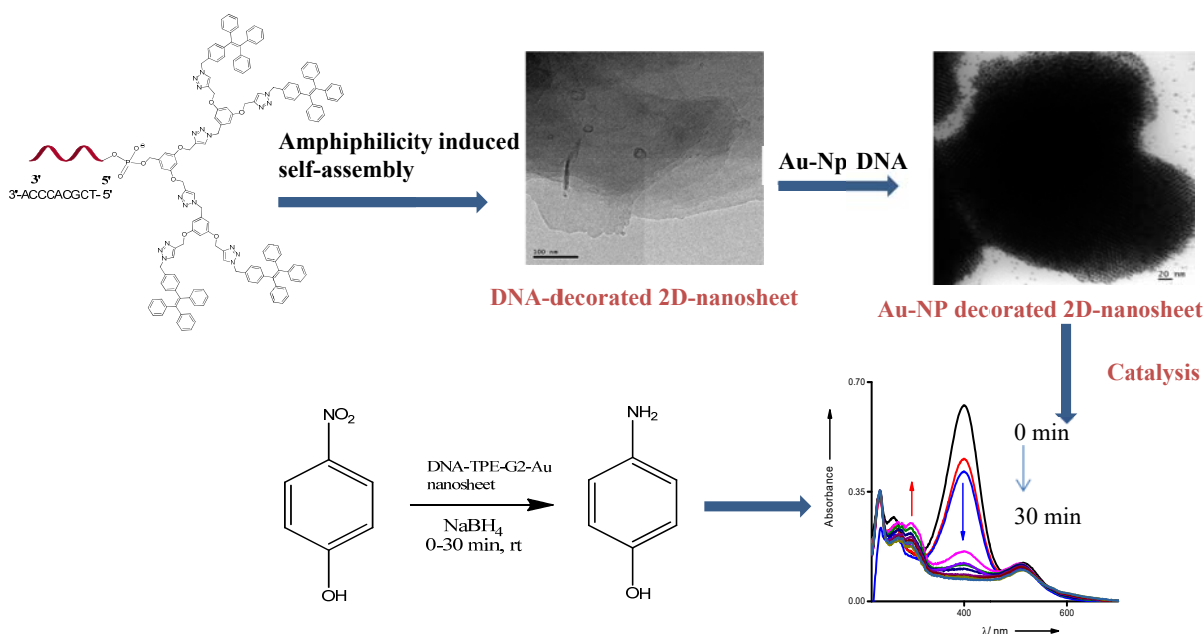 Amphiphilicity induced
self-assembly
3' 5'
3'-ACCCACGCT- 5'
100 nm
DNA-decorated 2D-nanosheet
Au-Np DNA
20 nm
Au-NP decorated 2D-nanosheet
Catalysis
NO2
OH
DNA-TPE-G2-Au
nanosheet
NaBH4
0-30 min, rt
NH2
OH
0.70
0.35
0.00
Absorbance
400
600
λ/ nm
0 min
30 min